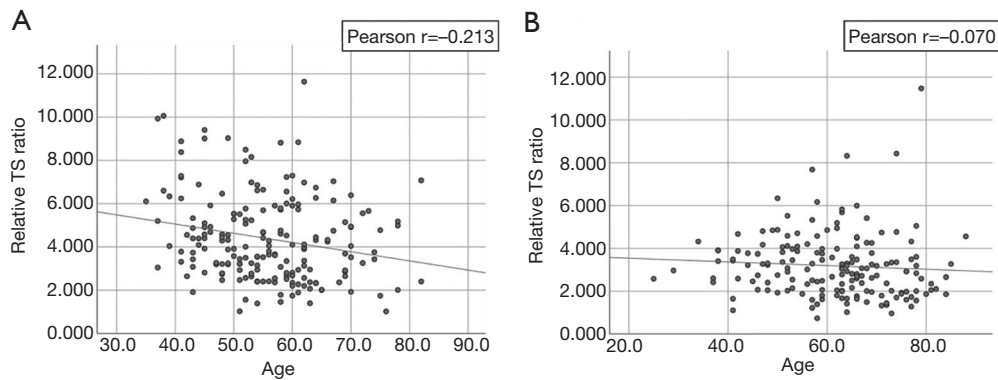 A
Pearson r=–0.213
12.000
10.000
8.000
6.000
4.000
2.000
0.000
Relative TS ratio
30.0 40.0 50.0 60.0 70.0 80.0 90.0
Age
B
Pearson r=–0.070
12.000
10.000
8.000
6.000
4.000
2.000
0.000
Relative TS ratio
20.0 40.0 60.0 80.0
Age